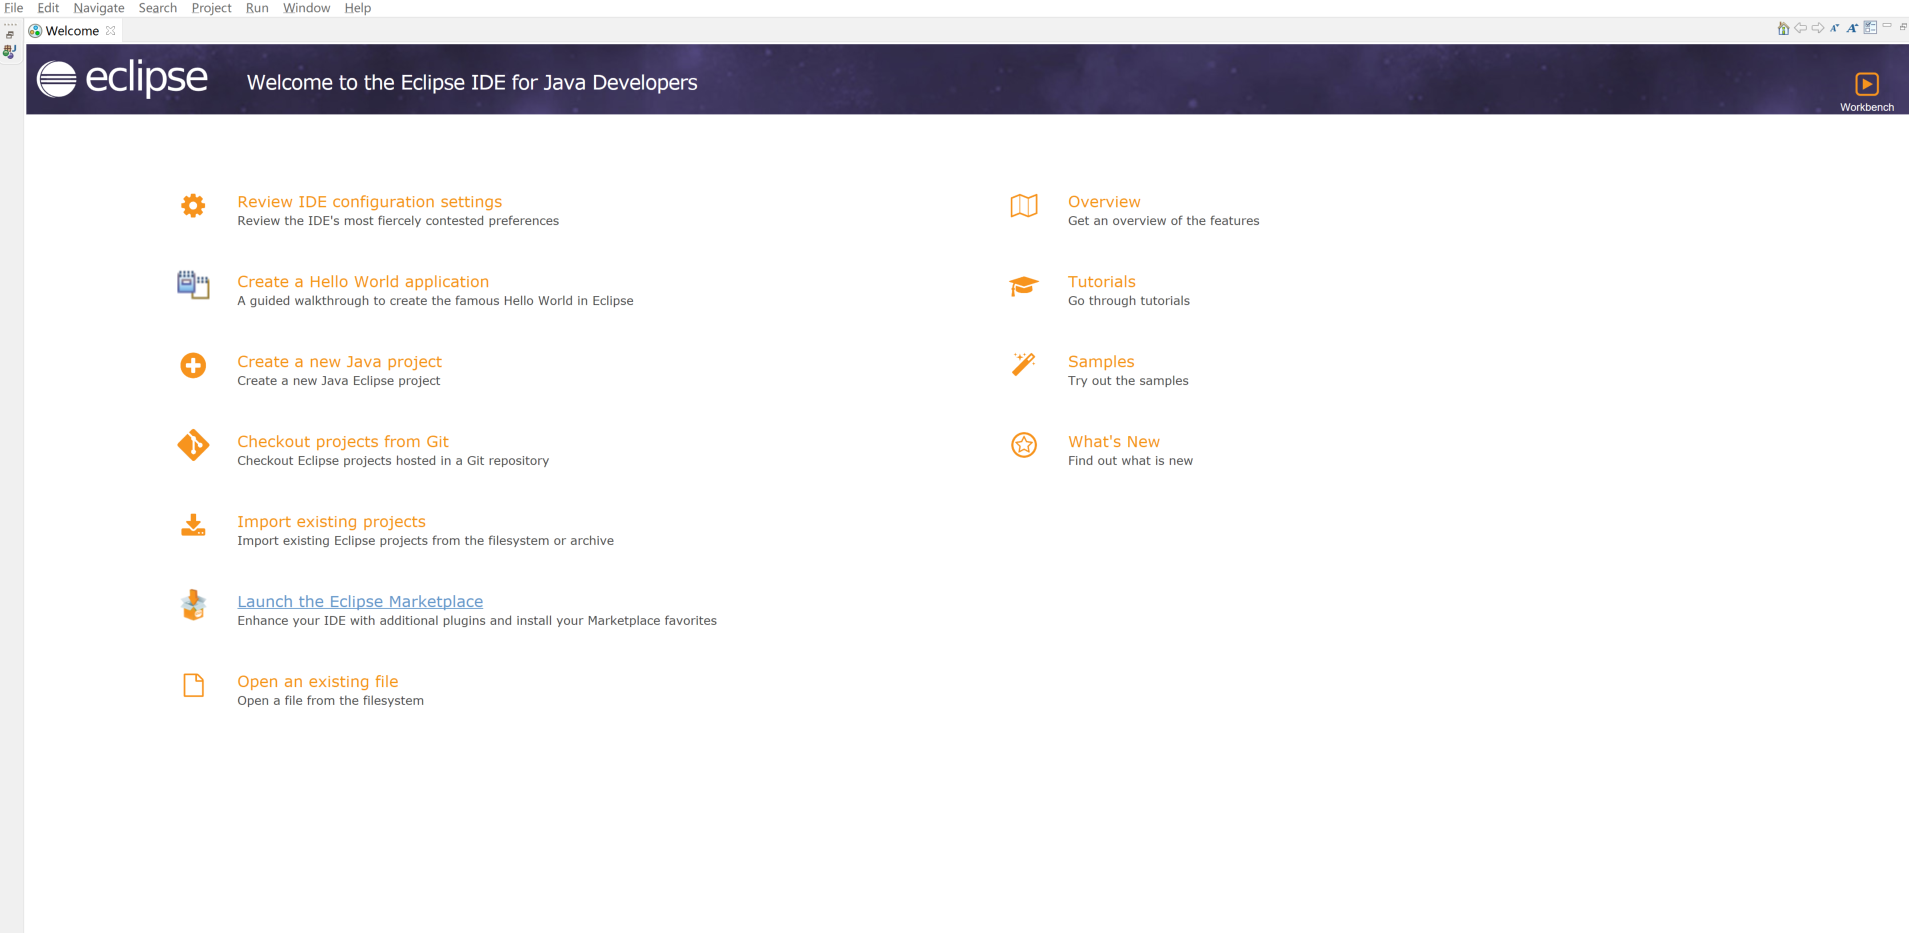 File Edit Navigate Search Project Run Window Help
Welcome
eclipse
Welcome to the Eclipse IDE for Java Developers
Workbench
Review IDE configuration settings
Review the IDE's most fiercely contested preferences
Create a Hello World application
A guided walkthrough to create the famous Hello World in Eclipse
Create a new Java project
Create a new Java Eclipse project
Checkout projects from Git
Checkout Eclipse projects hosted in a Git repository
Import existing projects
Import existing Eclipse projects from the filesystem or archive
Launch the Eclipse Marketplace
Enhance your IDE with additional plugins and install your Marketplace favorites
Open an existing file
Open a file from the filesystem
Overview
Get an overview of the features
Tutorials
Go through tutorials
Samples
Try out the samples
What's New
Find out what is new